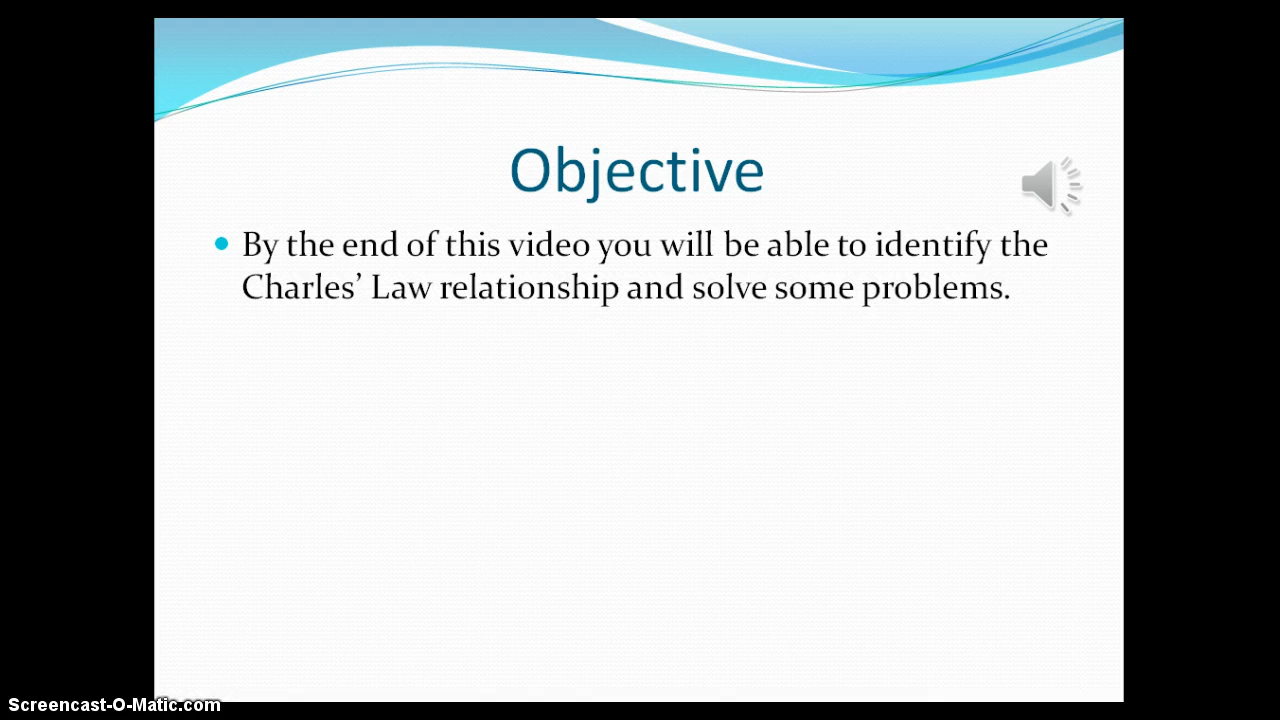 Objective
By the end of this video you will be able to identify the
Charles’ Law relationship and solve some problems.
Screencast-O-Matic.com